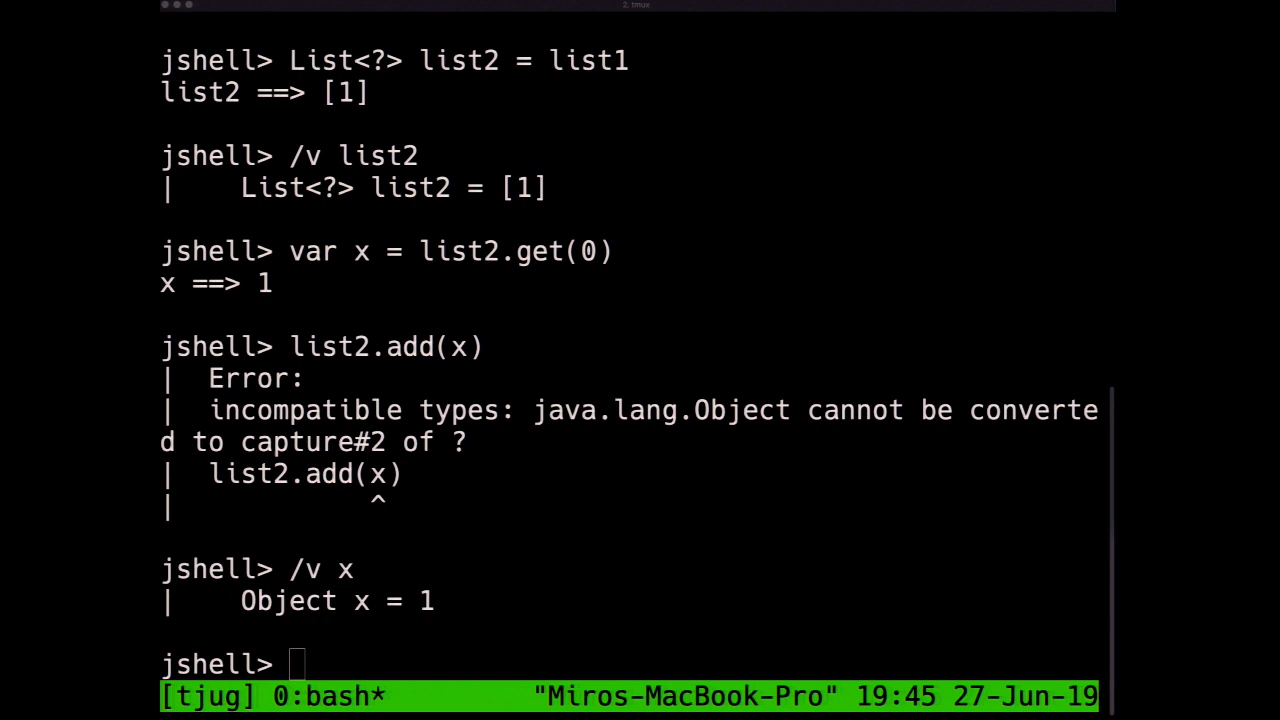 2. tmux
jshell> List<?> list2 = list1
list2 ==> [1]
jshell> /v list2
|    List<?> list2 = [1]
jshell> var x = list2.get(0)
x ==> 1
jshell> list2.add(x)
|  Error:
|  incompatible types: java.lang.Object cannot be converte
d to capture#2 of ?
|  list2.add(x)
|            ^
jshell> /v x
|    Object x = 1
jshell>
[tjug] 0:bash*         "Miros-MacBook-Pro" 19:45 27-Jun-19